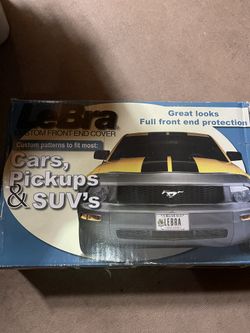 LeBra
CUSTOM FRONT-END COVER
Custom patterns to fit most:
Cars,
Pickups
& SUV's
Great looks
Full front end protection
LEBRA